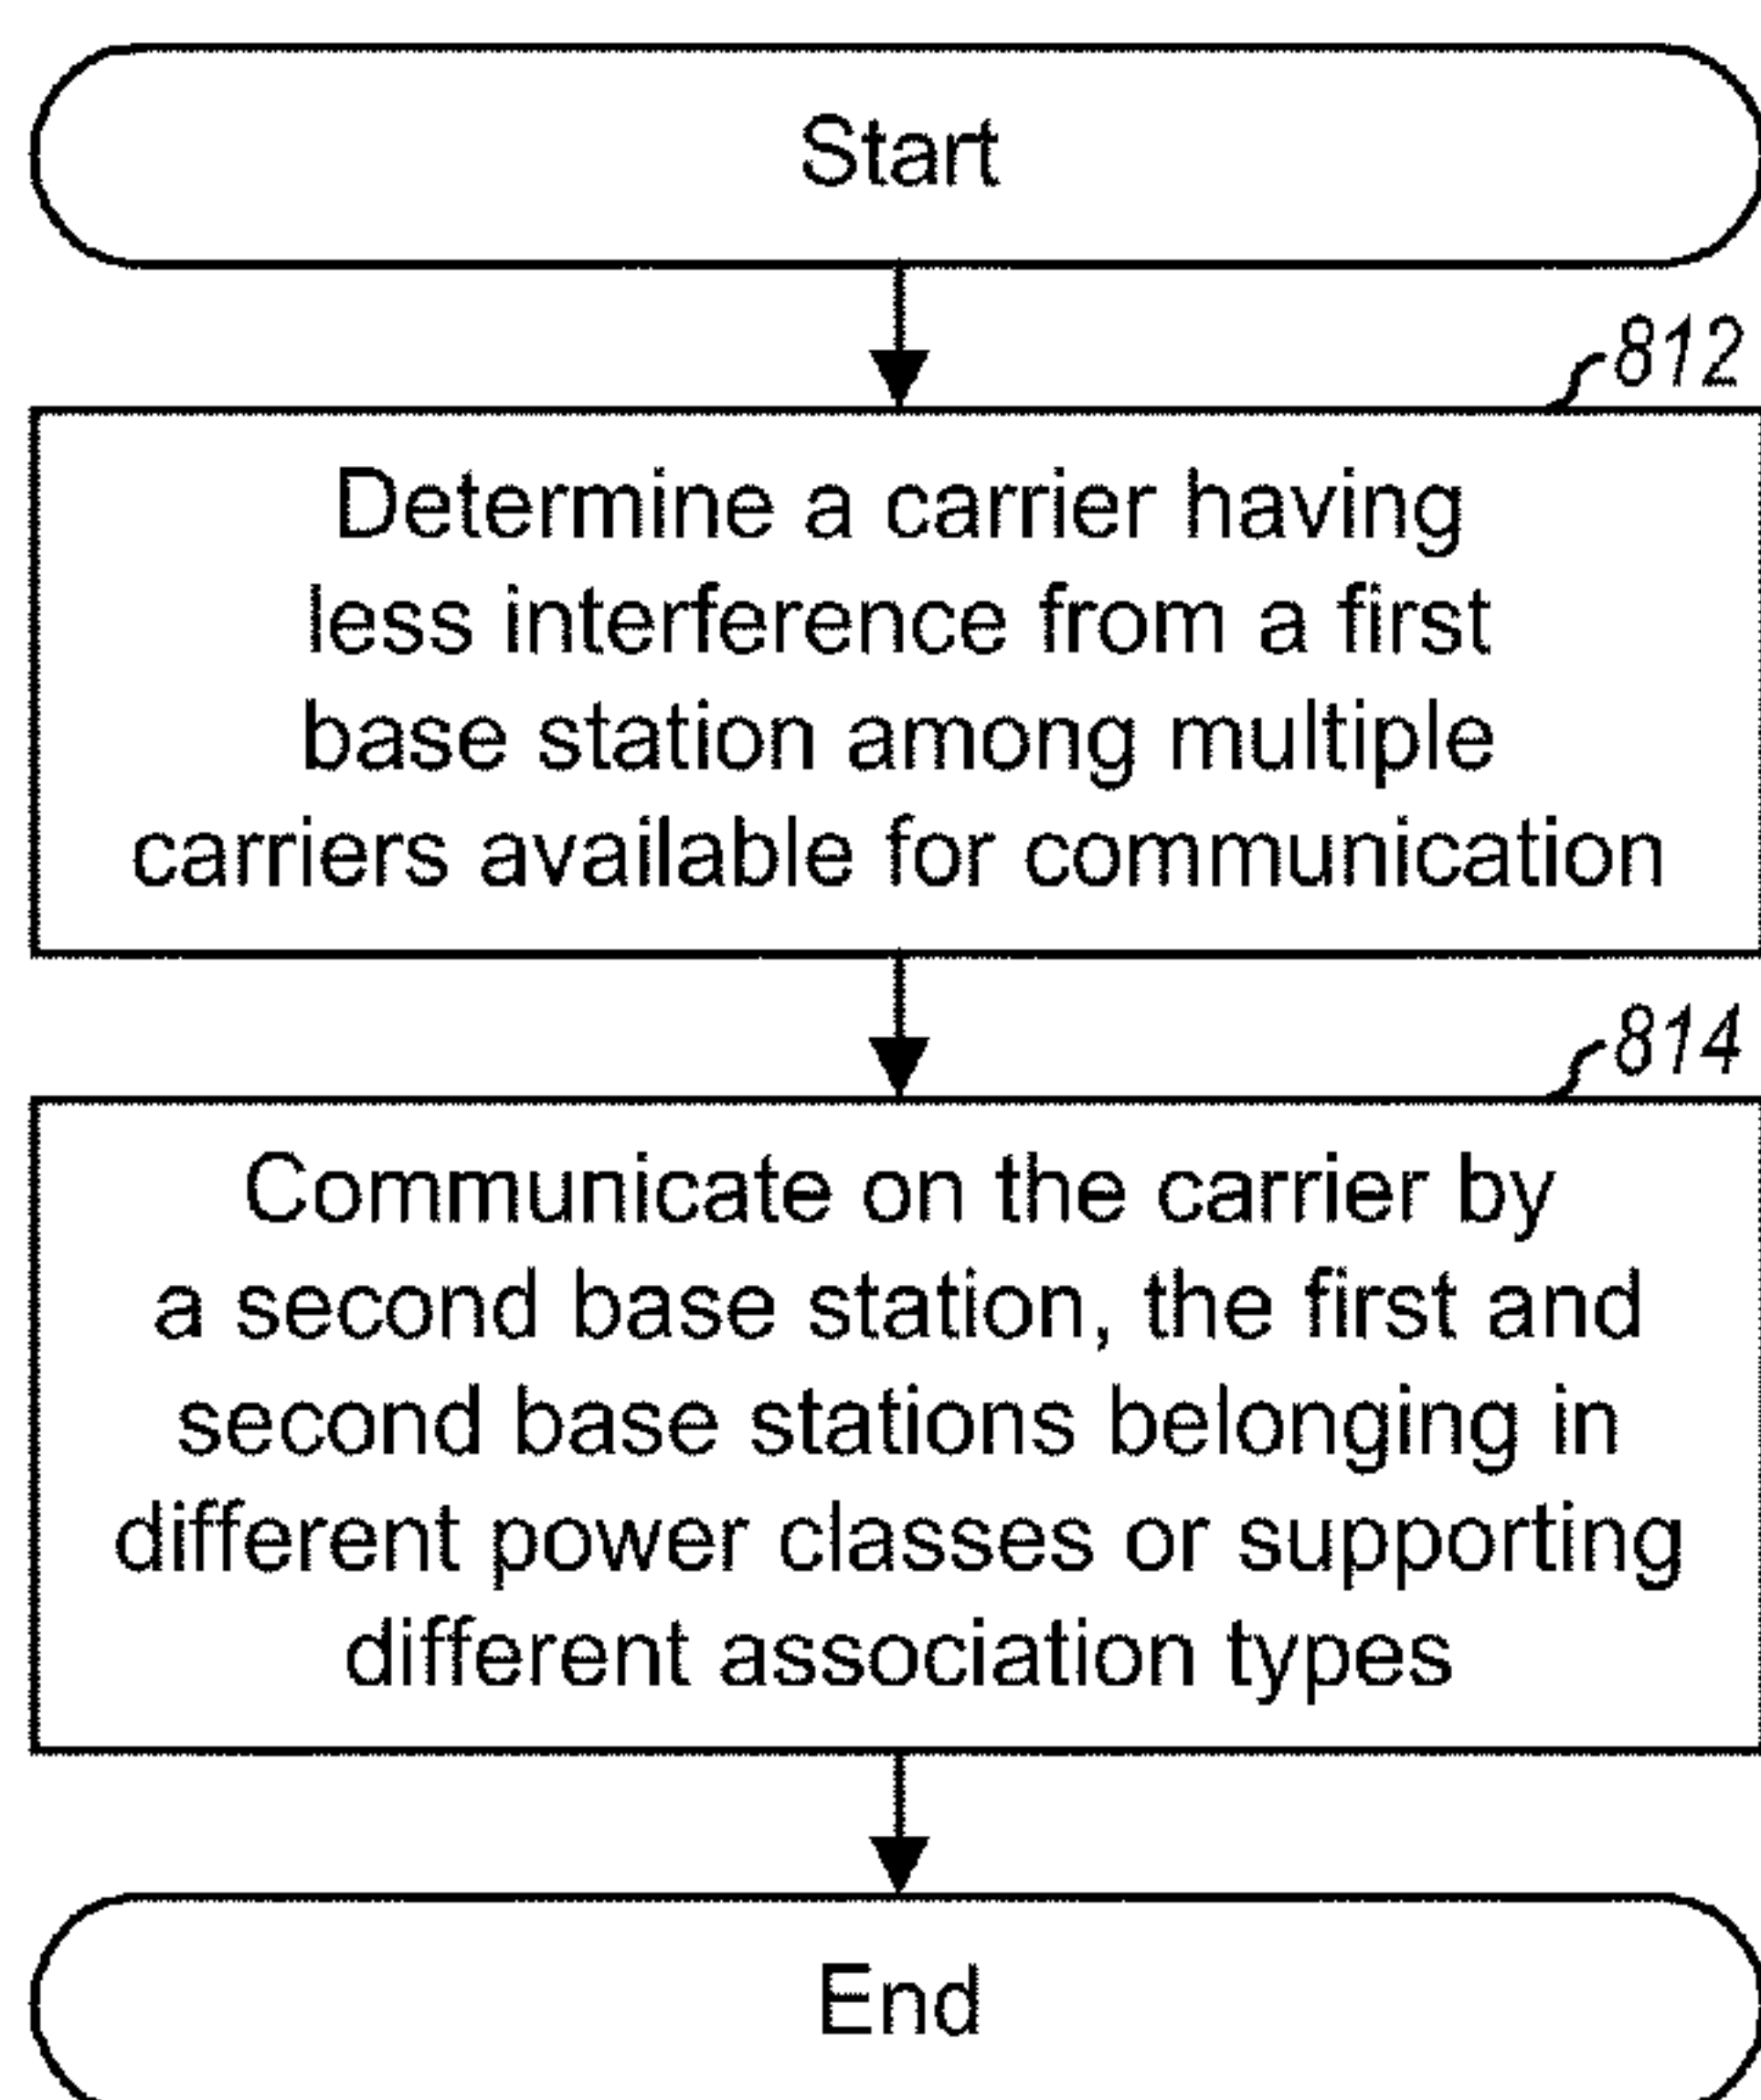 Start
812
Determine a carrier having
less interference from a first
base station among multiple
carriers available for communication
814
Communicate on the carrier by
a second base station, the first and
second base stations belonging in
different power classes or supporting
different association types
End